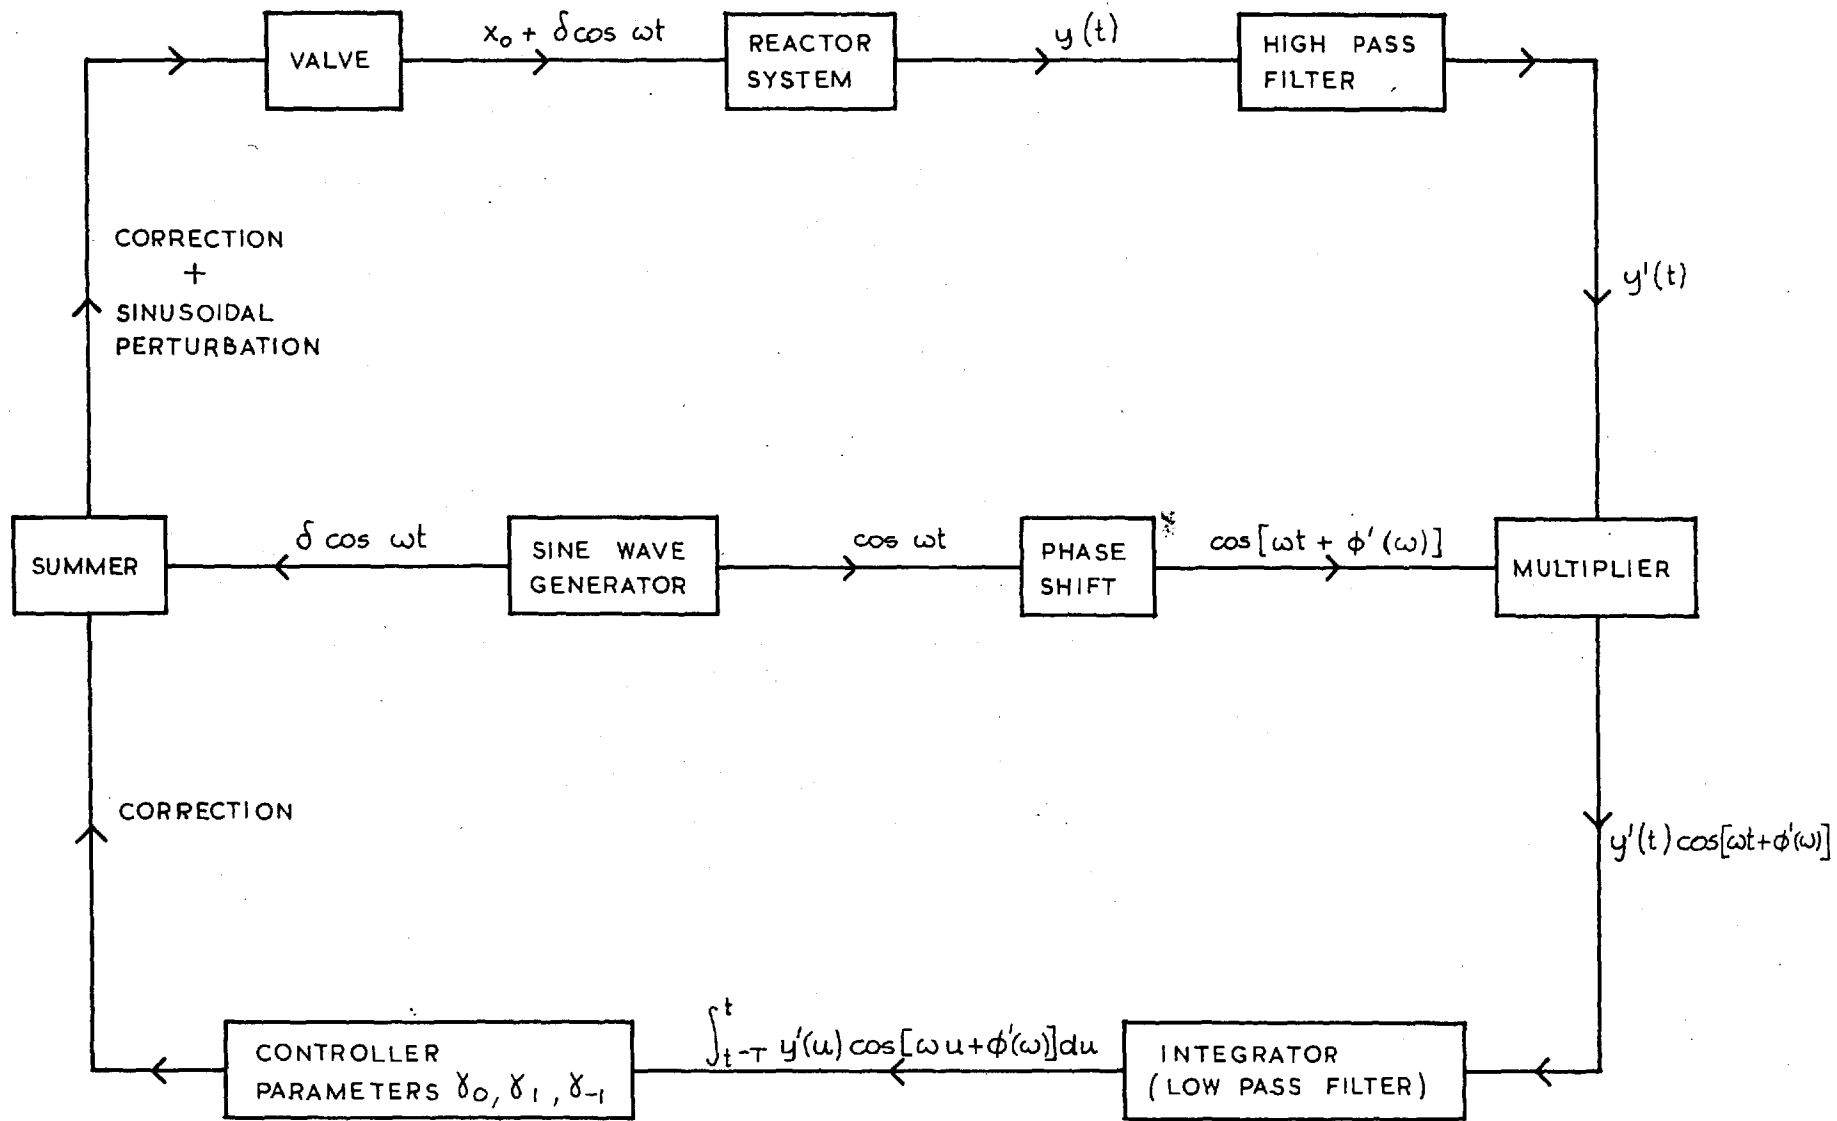 VALVE
x₀ + δcos ωt
REACTOR
SYSTEM
y(t)
HIGH PASS
FILTER
CORRECTION
+
SINUSOIDAL
PERTURBATION
y'(t)
SUMMER
δ cos ωt
SINE WAVE
GENERATOR
cos ωt
PHASE
SHIFT
cos[ωt + ϕ'(ω)]
MULTIPLIER
CORRECTION
y'(t) cos[ωt+ϕ'(ω)]
CONTROLLER
PARAMETERS γ₀, γ₁, γ₋₁
∫ₜ₋Tᵗ y'(u) cos[ωu+ϕ'(ω)]du
INTEGRATOR
(LOW PASS FILTER)